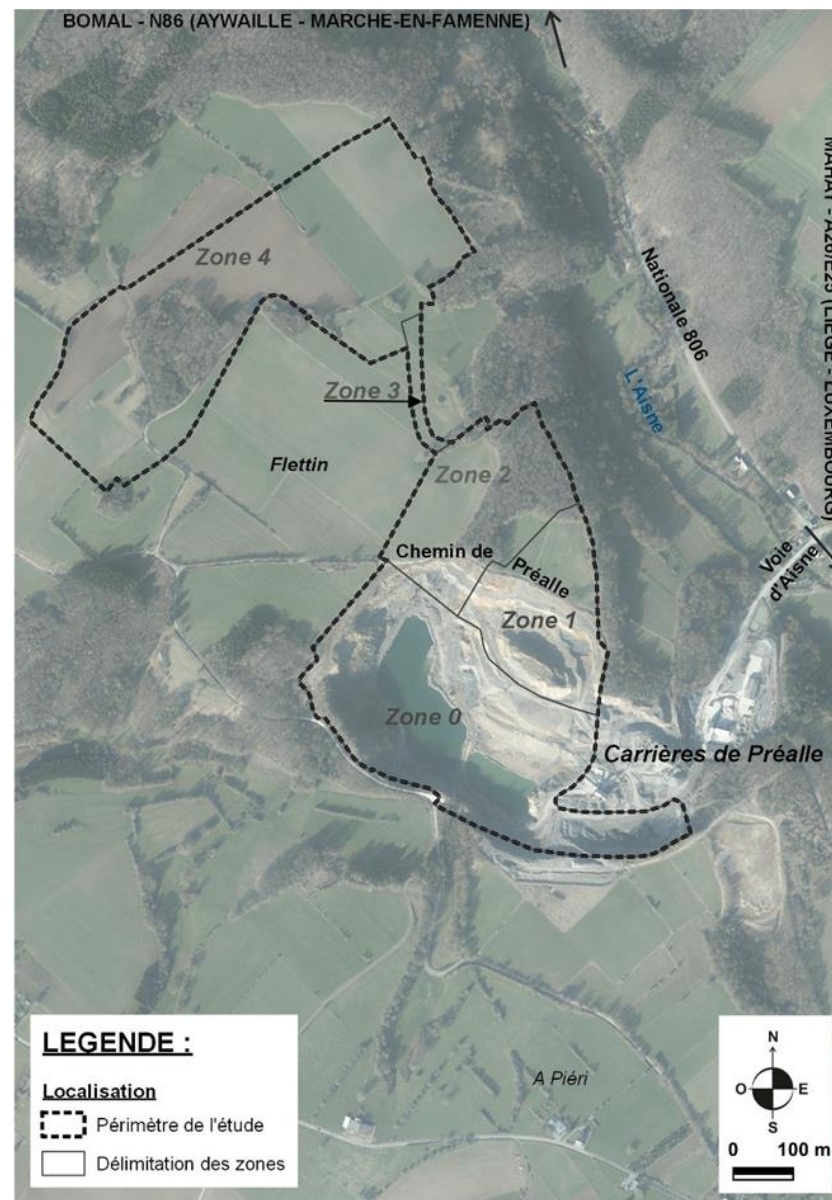 BOMAL - N86 (AYWAILLE - MARCHE-EN-FAMENNE)
Zone 4
Nationale 806
L'Aisne
Zone 3
Flettin
Zone 2
Chemin de
Préalle
Voie
d'Aisne
Zone 1
Zone 0
Carrières de Préalle
LEGENDE :
Localisation
Périmètre de l'étude
Délimitation des zones
A Piéri
N
O
E
S
0 100 m